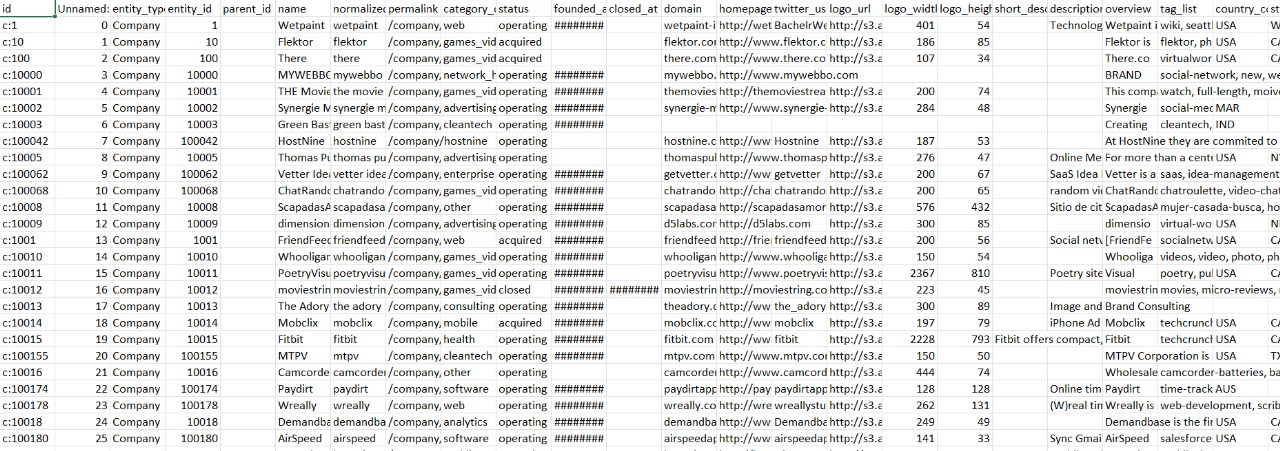 id Unnamed: entity_type entity_id parent_id name normalized permalink category_c status founded_a closed_at domain homepage twitter_us logo_url logo_widtl logo_heigh short_desc description overview tag_list country_co st
c:1 0 Company 1 Wetpaint wetpaint /company, web operating ######## wetpaint-i http://www BachelrWe http://s3.a 401 54 Technolog Wetpaint i wiki, seattl USA W
c:10 1 Company 10 Flektor flektor /company, games_vid acquired flektor.com http://www.flektor.c http://s3.a 186 85 Flektor is flektor, ph USA CA
c:100 2 Company 100 There there /company, games_vid acquired there.com http://www.there.com http://s3.a 107 34 There.co virtualwor USA CA
c:10000 3 Company 10000 MYWEBBO mywebbo /company, network_h operating ######## mywebbo. http://www.mywebbo.com BRAND social-network, new, we
c:10001 4 Company 10001 THE Movie the movie /company, games_vid operating ######## themovies http://themoviestrea http://s3.a 200 74 This comp watch, full-length, moive
c:10002 5 Company 10002 Synergie M synergie m /company, advertising operating ######## synergie-m http://www.synergie- http://s3.a 284 48 Synergie social-mec MAR
c:10003 6 Company 10003 Green Bas green bast /company, cleantech operating ######## Creating cleantech, IND
c:100042 7 Company 100042 HostNine hostnine /company/hostnine operating hostnine.c http://ww Hostnine http://s3.a 187 53 At HostNine they are commited to
c:10005 8 Company 10005 Thomas Pu thomas pu /company, advertising operating thomaspul http://www.thomasp http://s3.a 276 47 Online Me For more than a centu USA NY
c:100062 9 Company 100062 Vetter Idea vetter idea /company, enterprise operating ######## getvetter. http://ww getvetter http://s3.a 200 67 SaaS Idea Vetter is a saas, idea-management
c:100068 10 Company 100068 ChatRando chatrando /company, games_vid operating ######## chatrando http://cha chatrando http://s3.a 200 65 random vi ChatRando chatroulette, video-chat
c:10008 11 Company 10008 ScapadasA scapadasa /company, other operating ######## scapadasa http://scapadasamor http://s3.a 576 432 Sitio de cit ScapadasA mujer-casada-busca, ho
c:10009 12 Company 10009 dimension dimension /company, advertising operating ######## d5labs.com http://d5labs.com http://s3.a 300 85 dimensio virtual-wo USA N
c:1001 13 Company 1001 FriendFeed friendfeed /company, web acquired ######## friendfeed http://frie friendfeed http://s3.a 200 56 Social netw [FriendFe socialnetw USA CA
c:10010 14 Company 10010 Whooligan whooligan /company, games_vid operating ######## whooligan http://www.whooligan http://s3.a 150 54 Whooliga videos, video, photo, ph
c:10011 15 Company 10011 PoetryVisu poetryvisu /company, games_vid operating ######## poetryvisu http://www.poetryvis http://s3.a 2367 810 Poetry site Visual poetry, pul USA CA
c:10012 16 Company 10012 moviestring moviestring /company, games_vid closed ######## ######## moviestrin http://www.moviestri http://s3.a 223 45 moviestrin movies, micro-reviews,
c:10013 17 Company 10013 The Adory the adory /company, consulting operating ######## theadory.c http://ww the_adory http://s3.a 300 89 Image and Brand Consulting
c:10014 18 Company 10014 Mobclix mobclix /company, mobile acquired ######## mobclix.co http://ww mobclix http://s3.a 197 79 iPhone Ad Mobclix techcrunch USA CA
c:10015 19 Company 10015 Fitbit fitbit /company, health operating ######## fitbit.com http://ww fitbit http://s3.a 2228 793 Fitbit offers compact, Fitbit techcrunch USA CA
c:100155 20 Company 100155 MTPV mtpv /company, cleantech operating ######## mtpv.com http://www.mtpv.cor http://s3.a 150 50 MTPV Corporation is USA T
c:10016 21 Company 10016 Camcorde camcorder /company, other operating camcorder http://www.camcord http://s3.a 444 74 Wholesale camcorder-batteries, ba
c:100174 22 Company 100174 Paydirt paydirt /company, software operating ######## paydirtapp http://pay paydirtapp http://s3.a 128 128 Online tim Paydirt time-track AUS
c:100178 23 Company 100178 Wreally wreally /company, web operating ######## wreally.co http://ww wreallystu http://s3.a 262 131 (W)real tin Wreally is web-development, scrib
c:10018 24 Company 10018 Demandba demandba /company, analytics operating ######## demandba http://ww Demandba http://s3.a 249 49 Demandbase is the fir USA CA
c:100180 25 Company 100180 AirSpeed airspeed /company, software operating ######## airspeedap http://ww airspeedap http://s3.a 141 33 Sync Gmai AirSpeed salesforce USA CA